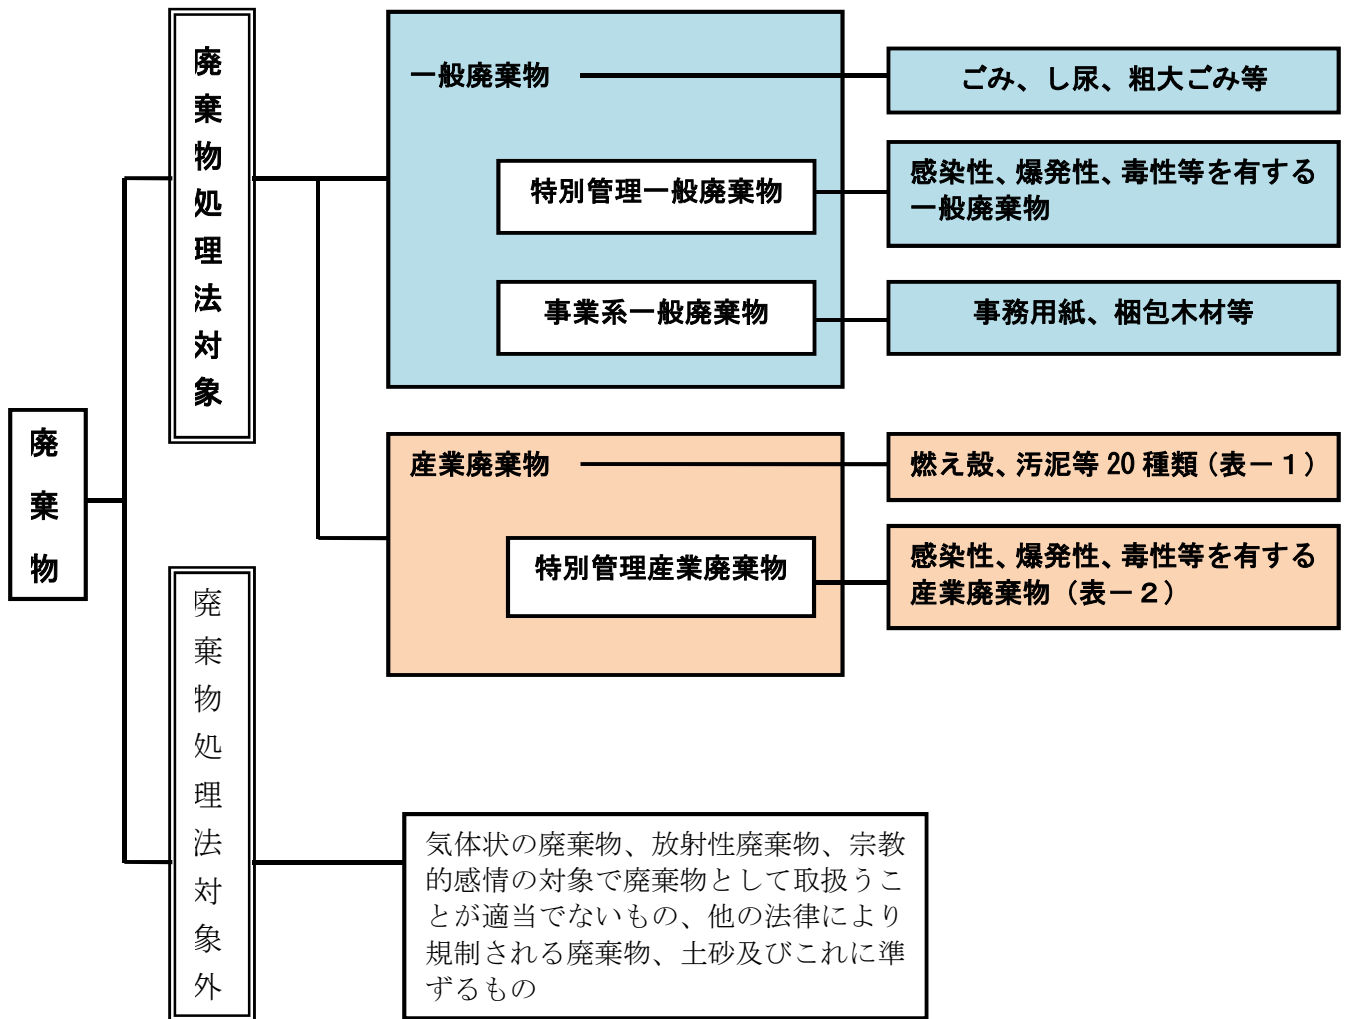 廃棄物
廃棄物処理法対象
一般廃棄物
ごみ、し尿、粗大ごみ等
特別管理一般廃棄物
感染性、爆発性、毒性等を有する
一般廃棄物
事業系一般廃棄物
事務用紙、梱包木材等
産業廃棄物
燃え殻、汚泥等 20 種類（表－１）
特別管理産業廃棄物
感染性、爆発性、毒性等を有する
産業廃棄物（表－２）
廃棄物処理法対象外
気体状の廃棄物、放射性廃棄物、宗教
的感情の対象で廃棄物として取扱うこ
とが適当でないもの、他の法律により
規制される廃棄物、土砂及びこれに準
ずるもの